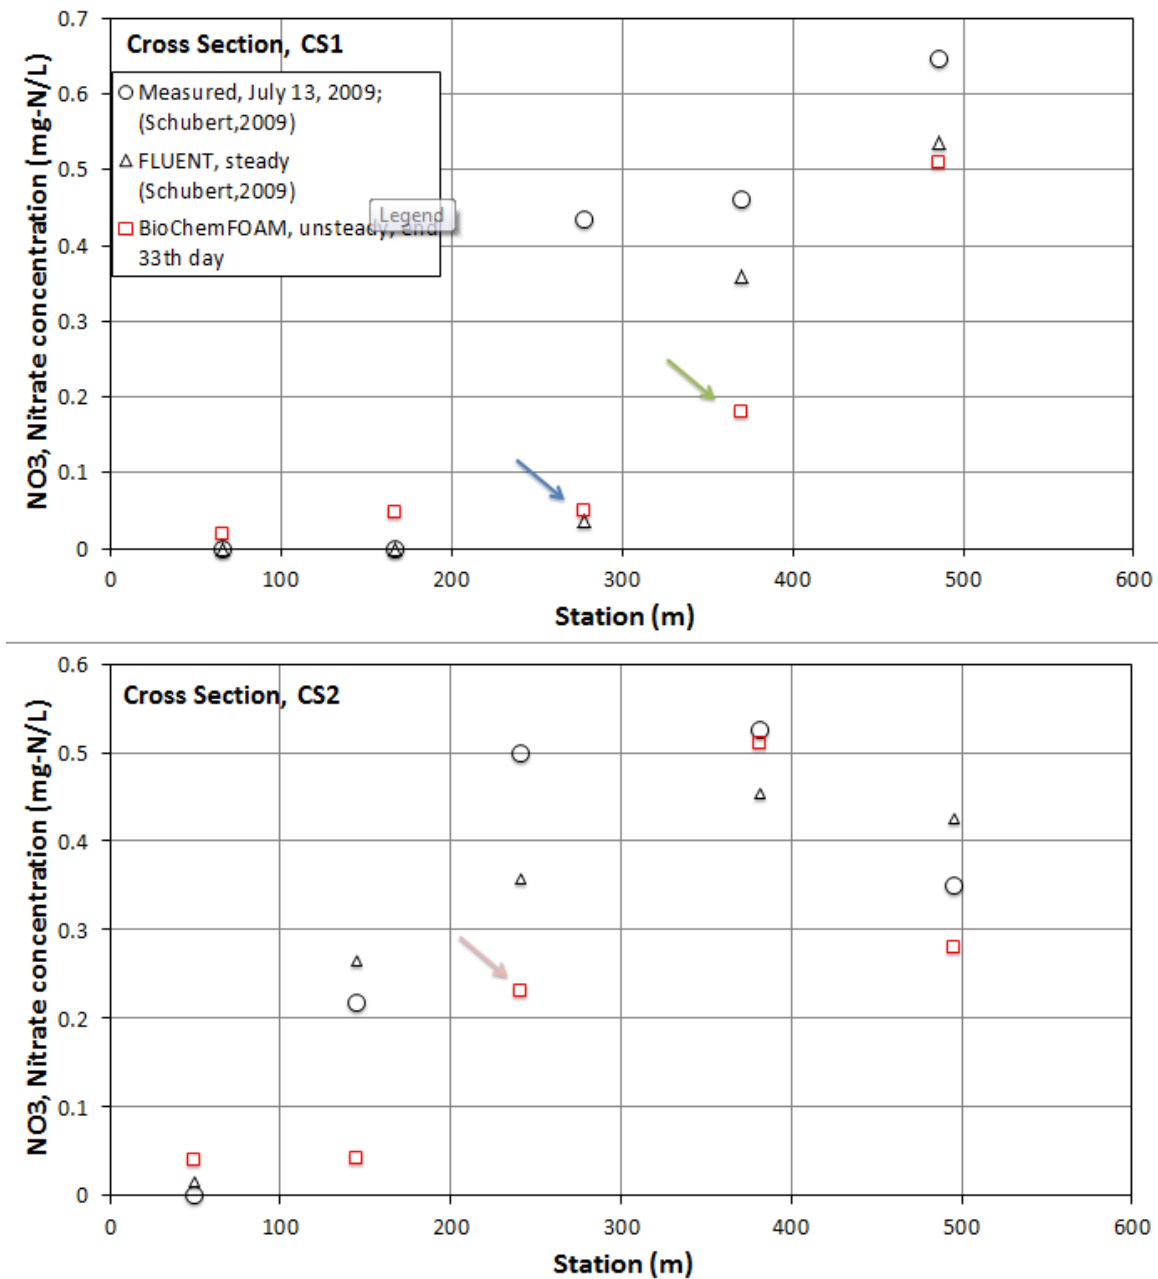 0.7
0.6
0.5
0.4
0.3
0.2
0.1
0
NO3, Nitrate concentration (mg-N/L)
Cross Section, CS1
Measured, July 13, 2009;
(Schubert,2009)
FLUENT, steady
(Schubert,2009)
Legend
BioChemFOAM, unsteady, end
33th day
0 100 200 300 400 500 600
Station (m)
0.6
0.5
0.4
0.3
0.2
0.1
0
NO3, Nitrate concentration (mg-N/L)
Cross Section, CS2
0 100 200 300 400 500 600
Station (m)